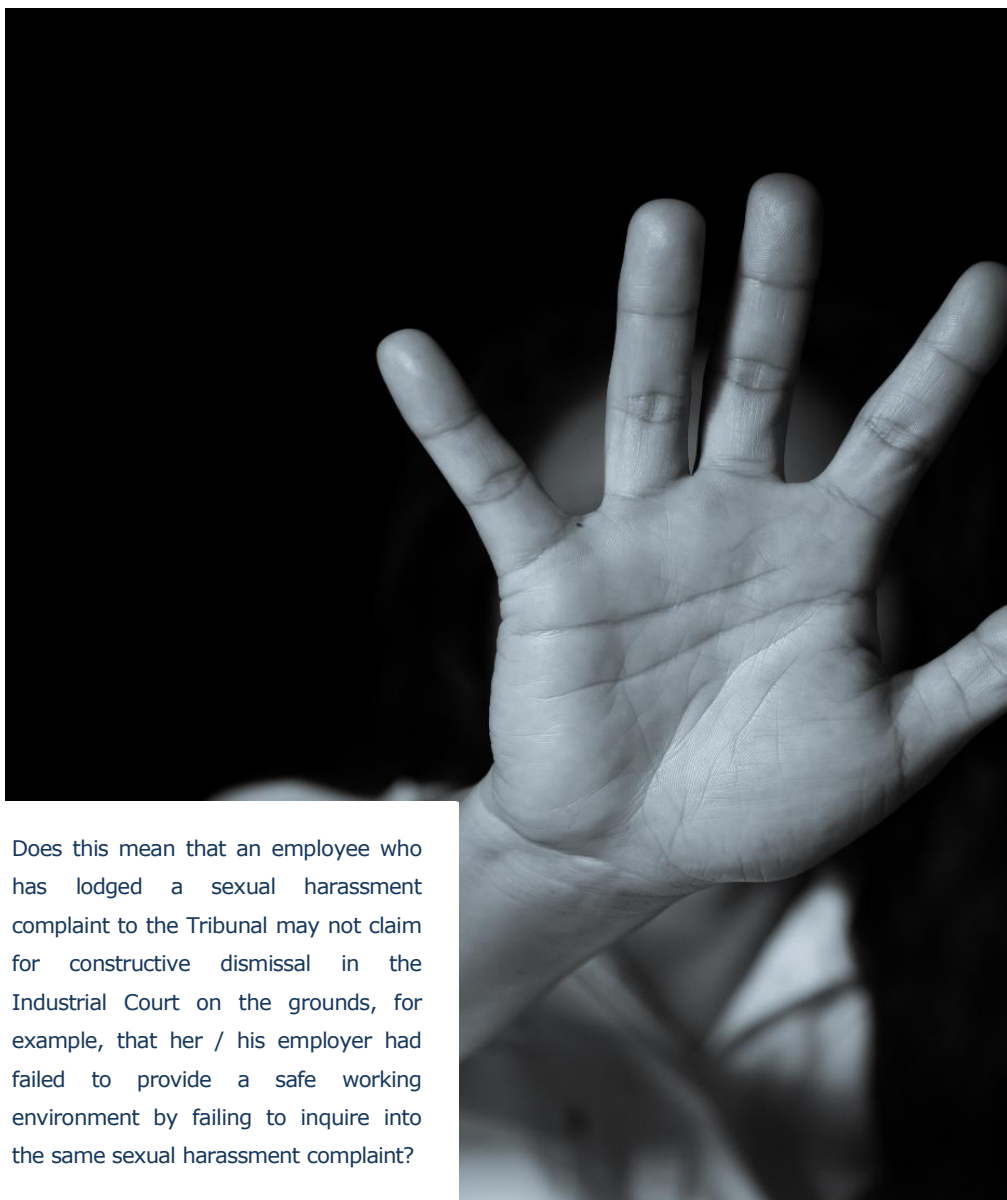 Does this mean that an employee who
has lodged a sexual harassment
complaint to the Tribunal may not claim
for constructive dismissal in the
Industrial Court on the grounds, for
example, that her / his employer had
failed to provide a safe working
environment by failing to inquire into
the same sexual harassment complaint?